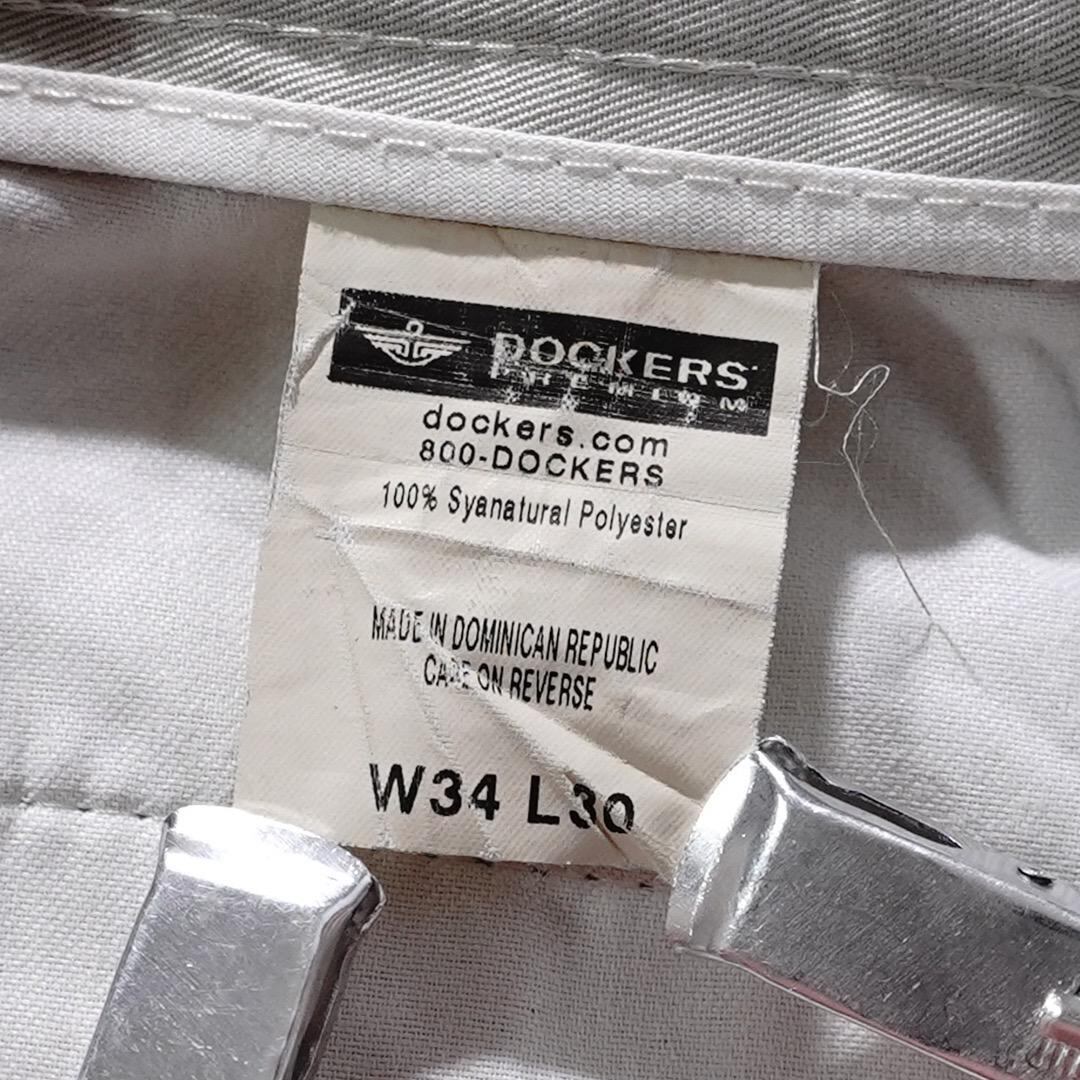 DOCKERS
PREMIUM
dockers.com
800-DOCKERS
100% Syanatural Polyester
MADE IN DOMINICAN REPUBLIC
CARE ON REVERSE
W34 L30